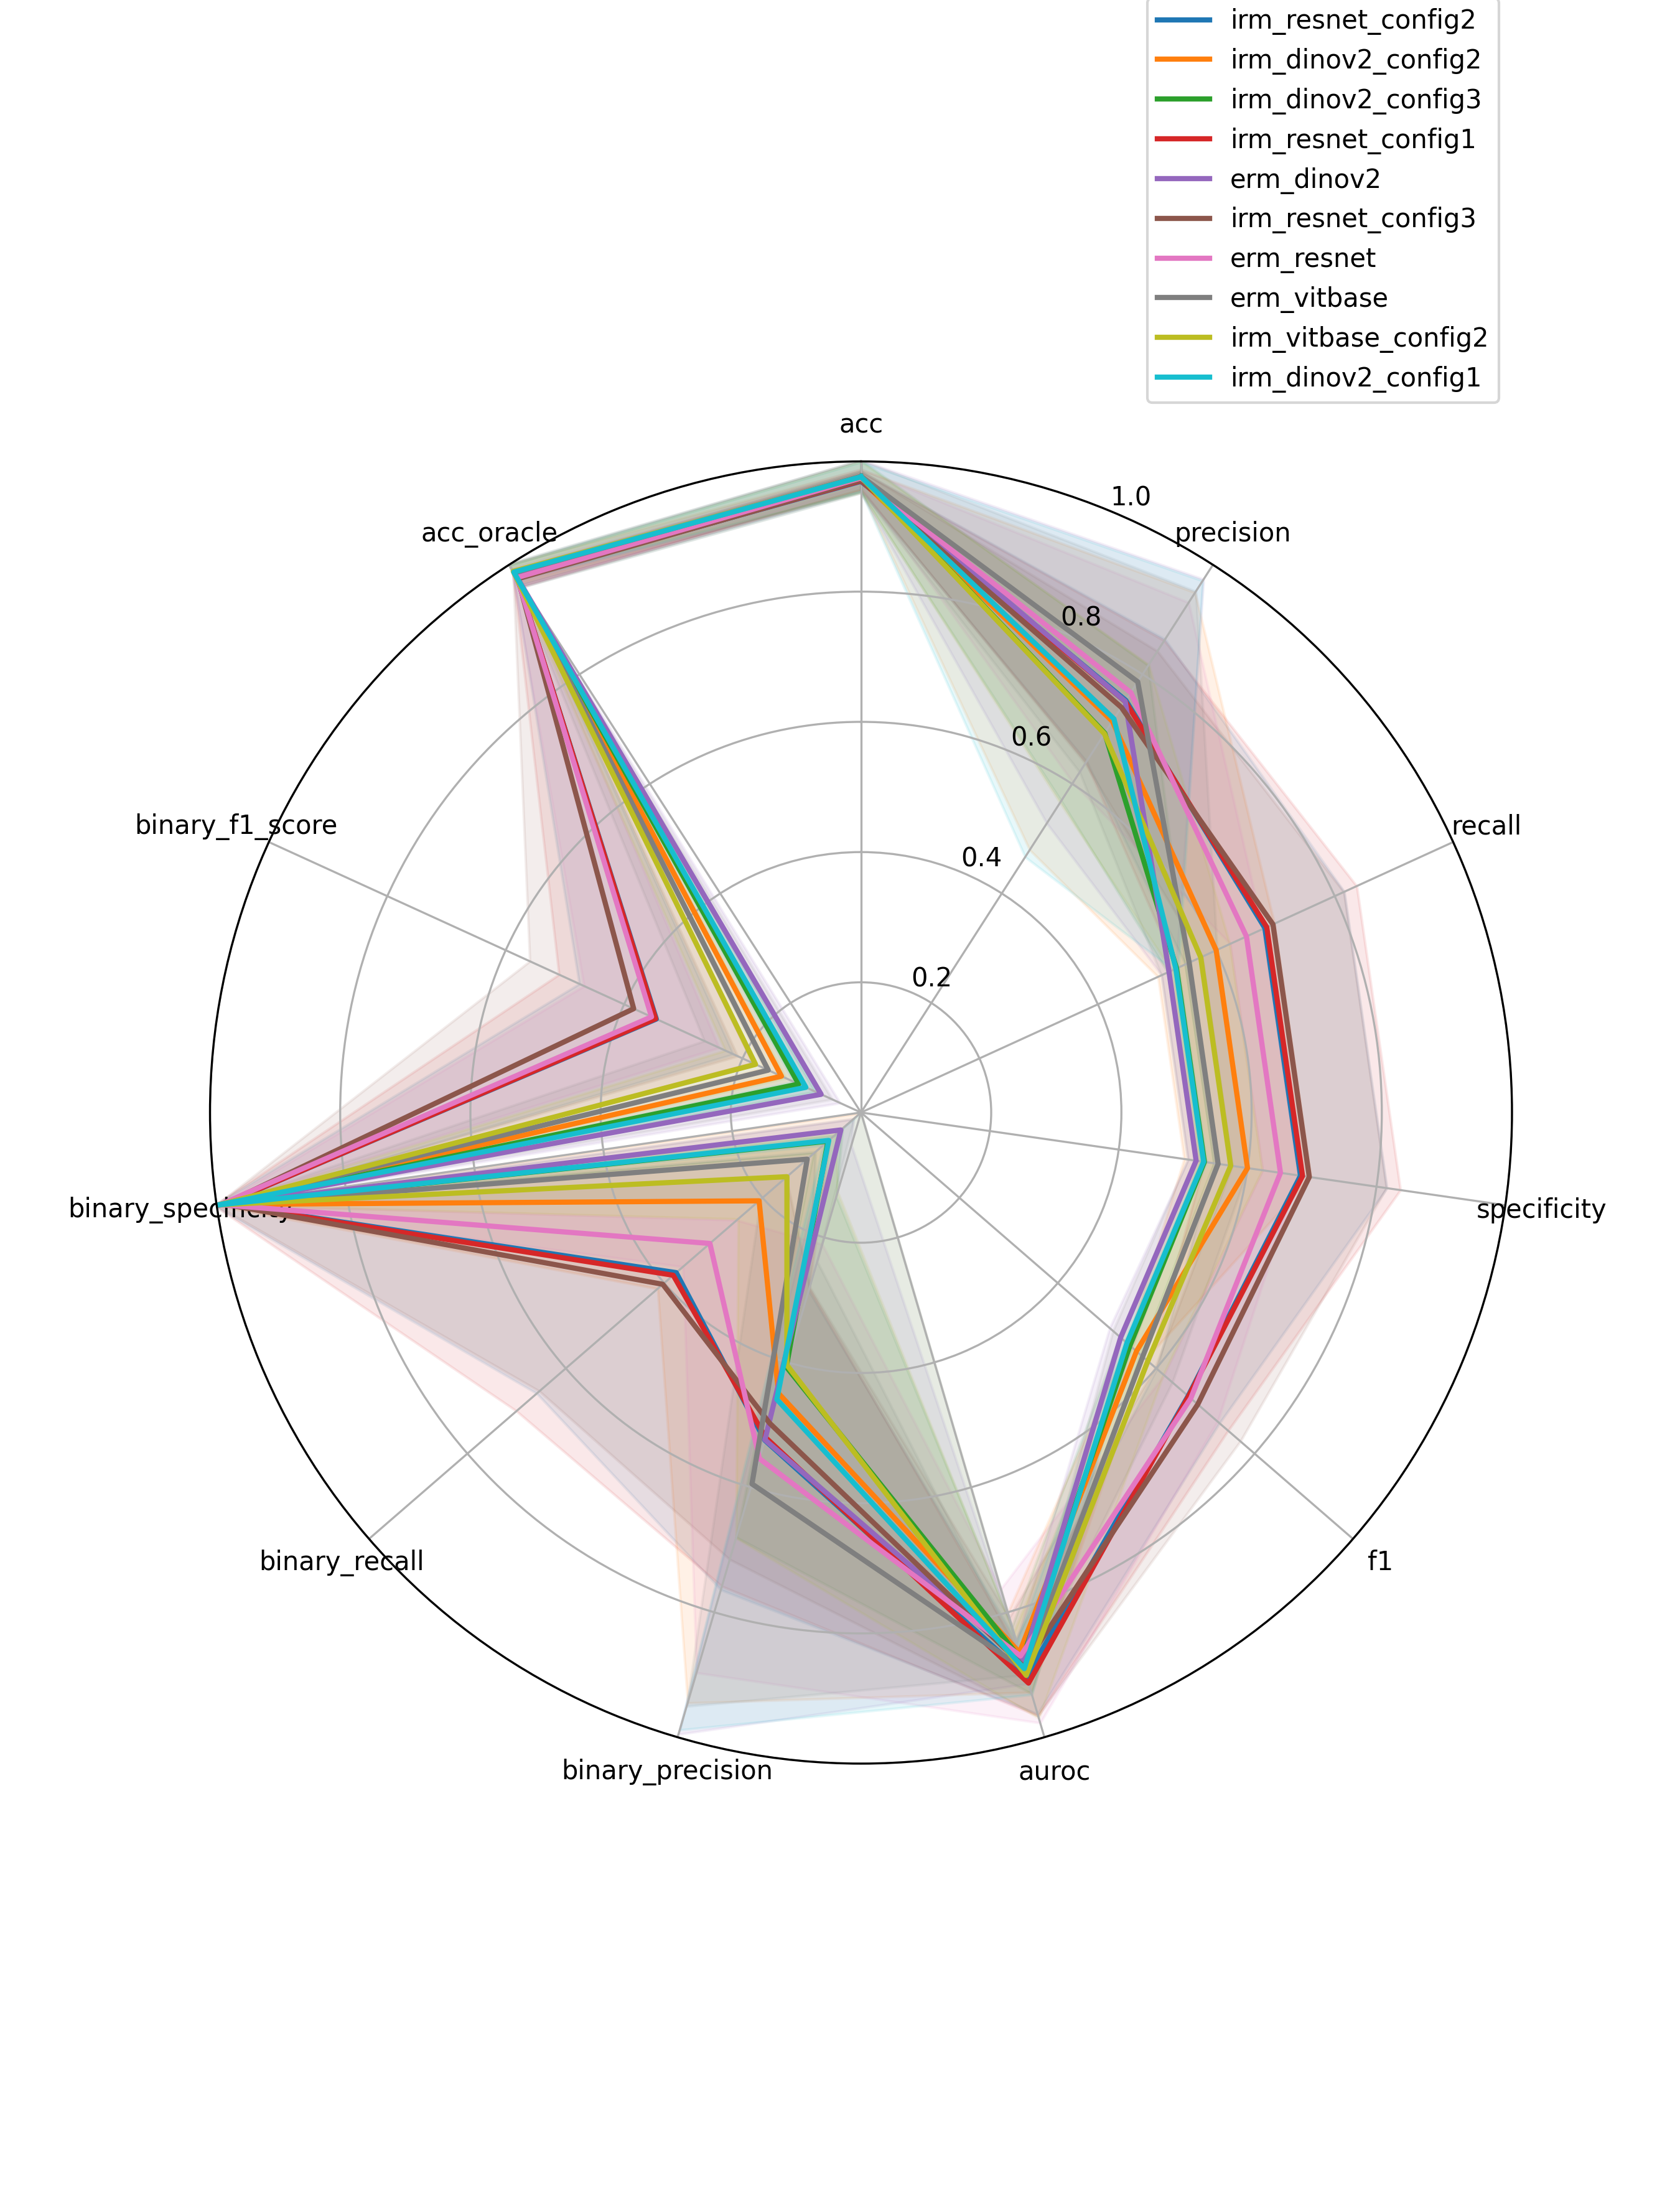 irm_resnet_config2
irm_dinov2_config2
irm_dinov2_config3
irm_resnet_config1
erm_dinov2
irm_resnet_config3
erm_resnet
erm_vitbase
irm_vitbase_config2
irm_dinov2_config1
acc
1.0
acc_oracle
precision
0.8
0.6
binary_f1_score
recall
0.4
0.2
binary_specificity
specificity
binary_recall
f1
binary_precision
auroc